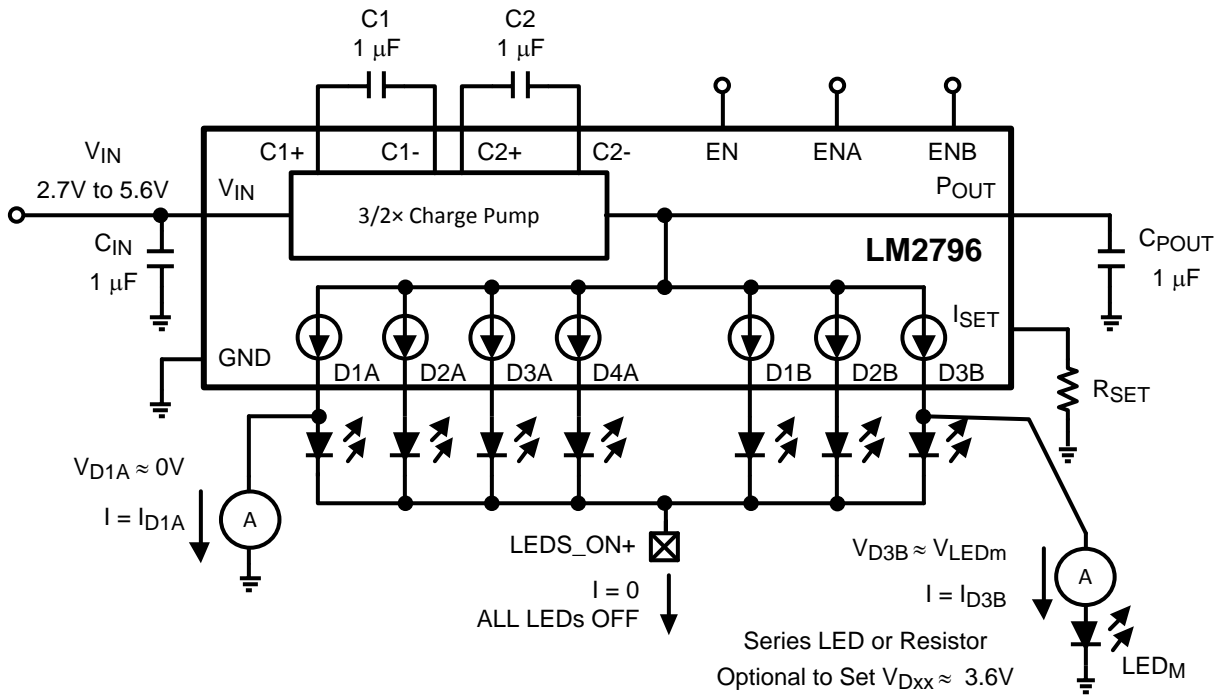 C1
1 μF
C2
1 μF
V_IN
2.7V to 5.6V
C_IN
1 μF
C1+
C1-
C2+
C2-
EN
ENA
ENB
V_IN
3/2× Charge Pump
P_OUT
LM2796
C_POUT
1 μF
I_SET
R_SET
GND
D1A
D2A
D3A
D4A
D1B
D2B
D3B
V_D1A ≈ 0V
I = I_D1A
A
LEDS_ON+
I = 0
ALL LEDs OFF
V_D3B ≈ V_LEDm
I = I_D3B
A
Series LED or Resistor
Optional to Set V_Dxx ≈ 3.6V
LED_M